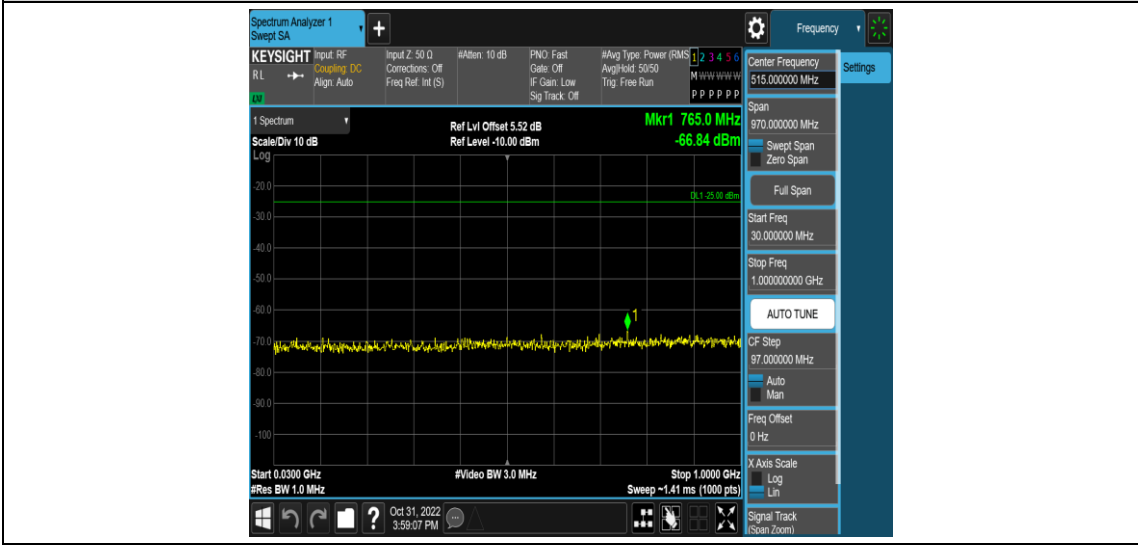 Spectrum Analyzer 1
Swept SA
+
Frequency
KEYSIGHT
RL
Input: RF
Coupling: DC
Align: Auto
Input Z: 50 Ω
Corrections: Off
Freq Ref: Int (S)
#Atten: 10 dB
PNO: Fast
Gate: Off
IF Gain: Low
Sig Track: Off
#Avg Type: Power (RMS
Avg|Hold: 50/50
Trig: Free Run
1 2 3 4 5 6
M W W W W W
P P P P P P
LXI
1 Spectrum
Scale/Div 10 dB
Log
Ref Lvl Offset 5.52 dB
Ref Level -10.00 dBm
Mkr1 765.0 MHz
-66.84 dBm
DL1 -25.00 dBm
-20.0
-30.0
-40.0
-50.0
-60.0
-70.0
-80.0
-90.0
-100
1
Start 0.0300 GHz
#Res BW 1.0 MHz
#Video BW 3.0 MHz
Stop 1.0000 GHz
Sweep ~1.41 ms (1000 pts)
Oct 31, 2022
3:59:07 PM
?
Center Frequency
515.000000 MHz
Settings
Span
970.000000 MHz
Swept Span
Zero Span
Full Span
Start Freq
30.000000 MHz
Stop Freq
1.000000000 GHz
AUTO TUNE
CF Step
97.000000 MHz
Auto
Man
Freq Offset
0 Hz
X Axis Scale
Log
Lin
Signal Track
(Span Zoom)